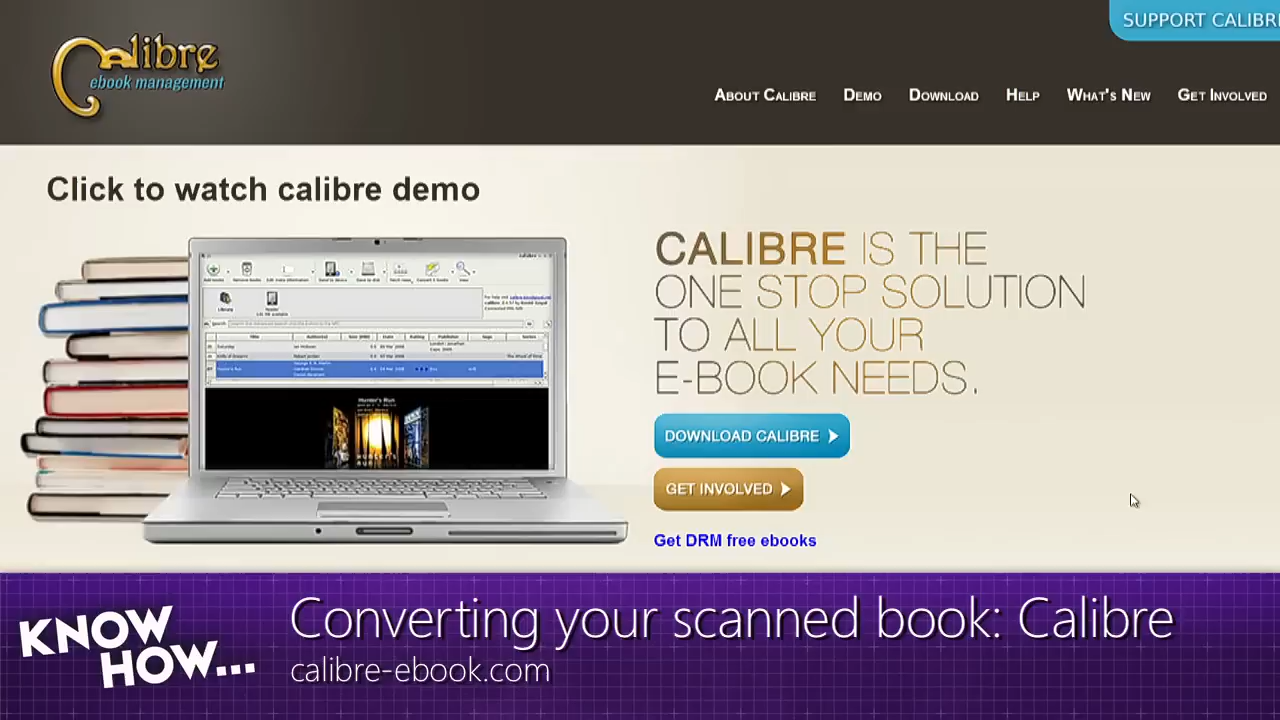 SUPPORT CALIBR
Calibre
ebook management
About Calibre Demo Download Help What's New Get Involved
Click to watch calibre demo
CALIBRE IS THE
ONE STOP SOLUTION
TO ALL YOUR
E-BOOK NEEDS.
DOWNLOAD CALIBRE
GET INVOLVED
Get DRM free ebooks
KNOW
HOW...
Converting your scanned book: Calibre
calibre-ebook.com